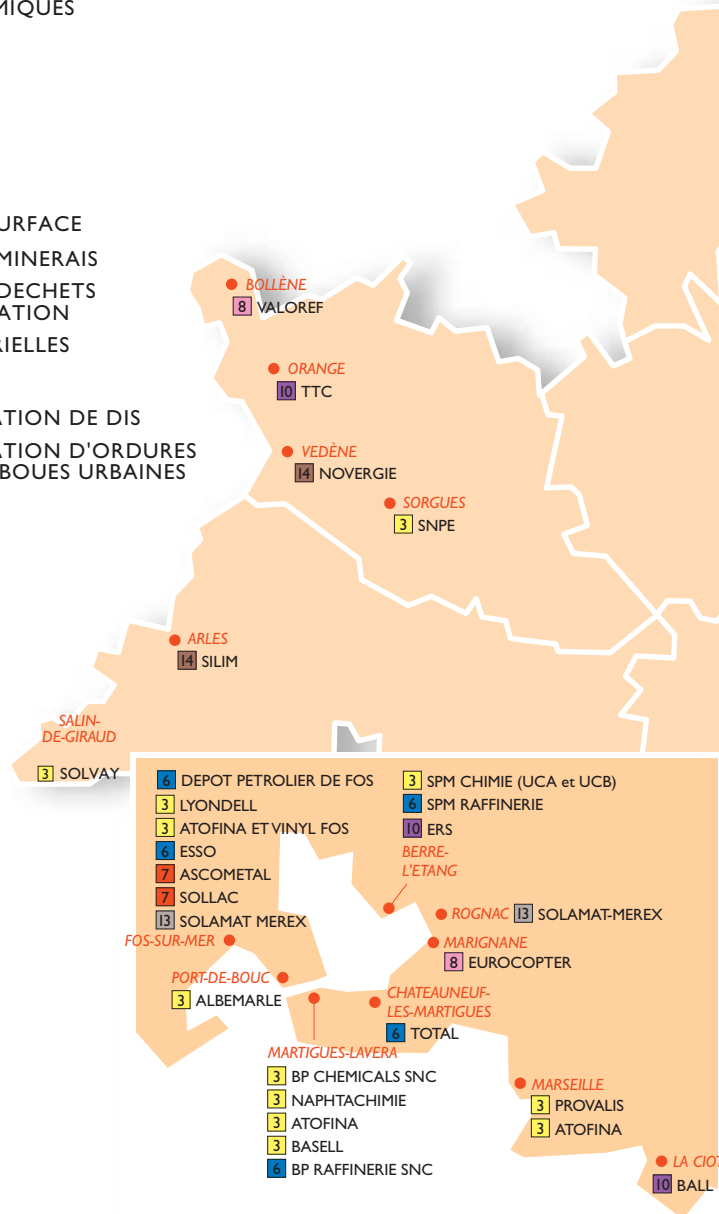 MIQUES
URFACE
MINERAIS
DECHETS
ATION
RIELLES
ATION DE DIS
ATION D'ORDURES
BOUES URBAINES
BOLLÈNE
8 VALOREF
ORANGE
10 TTC
VEDÈNE
14 NOVERGIE
SORGUES
3 SNPE
ARLES
14 SILIM
SALIN-
DE-GIRAUD
3 SOLVAY
6 DEPOT PETROLIER DE FOS
3 LYONDELL
3 ATOFINA ET VINYL FOS
6 ESSO
7 ASCOMETAL
7 SOLLAC
13 SOLAMAT MEREX
FOS-SUR-MER
3 SPM CHIMIE (UCA et UCB)
6 SPM RAFFINERIE
10 ERS
BERRE-
L'ETANG
ROGNAC 13 SOLAMAT-MEREX
MARIGNANE
8 EUROCOPTER
PORT-DE-BOUC
3 ALBEMARLE
CHATEAUNEUF-
LES-MARTIGUES
6 TOTAL
MARTIGUES-LAVERA
3 BP CHEMICALS SNC
3 NAPHTACHIMIE
3 ATOFINA
3 BASELL
6 BP RAFFINERIE SNC
MARSEILLE
3 PROVALIS
3 ATOFINA
LA CIOT
10 BALL